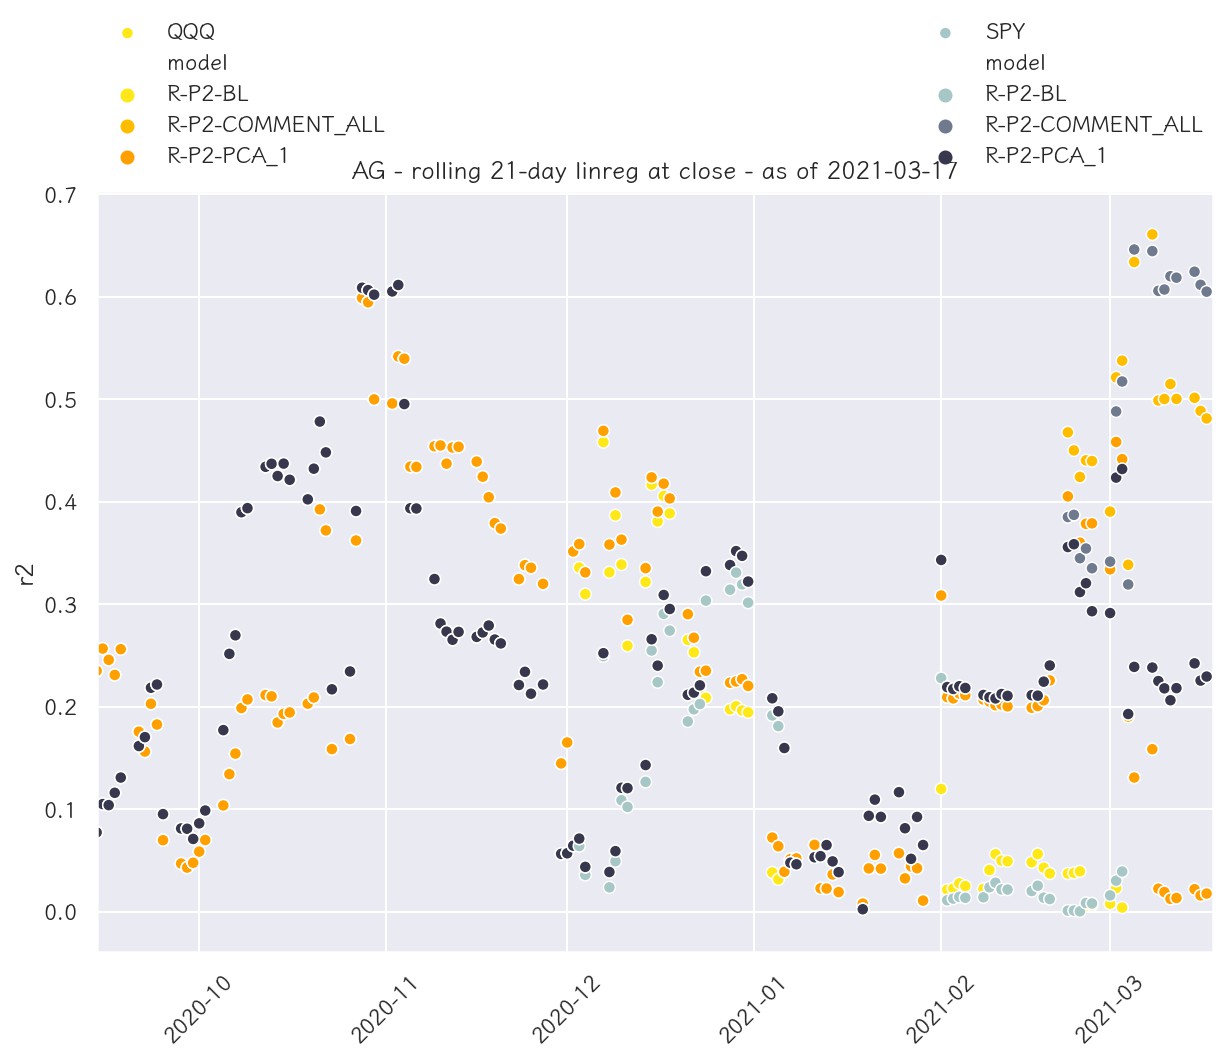 QQQ
model
R-P2-BL
R-P2-COMMENT_ALL
R-P2-PCA_1
SPY
model
R-P2-BL
R-P2-COMMENT_ALL
R-P2-PCA_1
AG - rolling 21-day linreg at close - as of 2021-03-17
0.7
0.6
0.5
0.4
0.3
0.2
0.1
0.0
r2
2020-10
2020-11
2020-12
2021-01
2021-02
2021-03